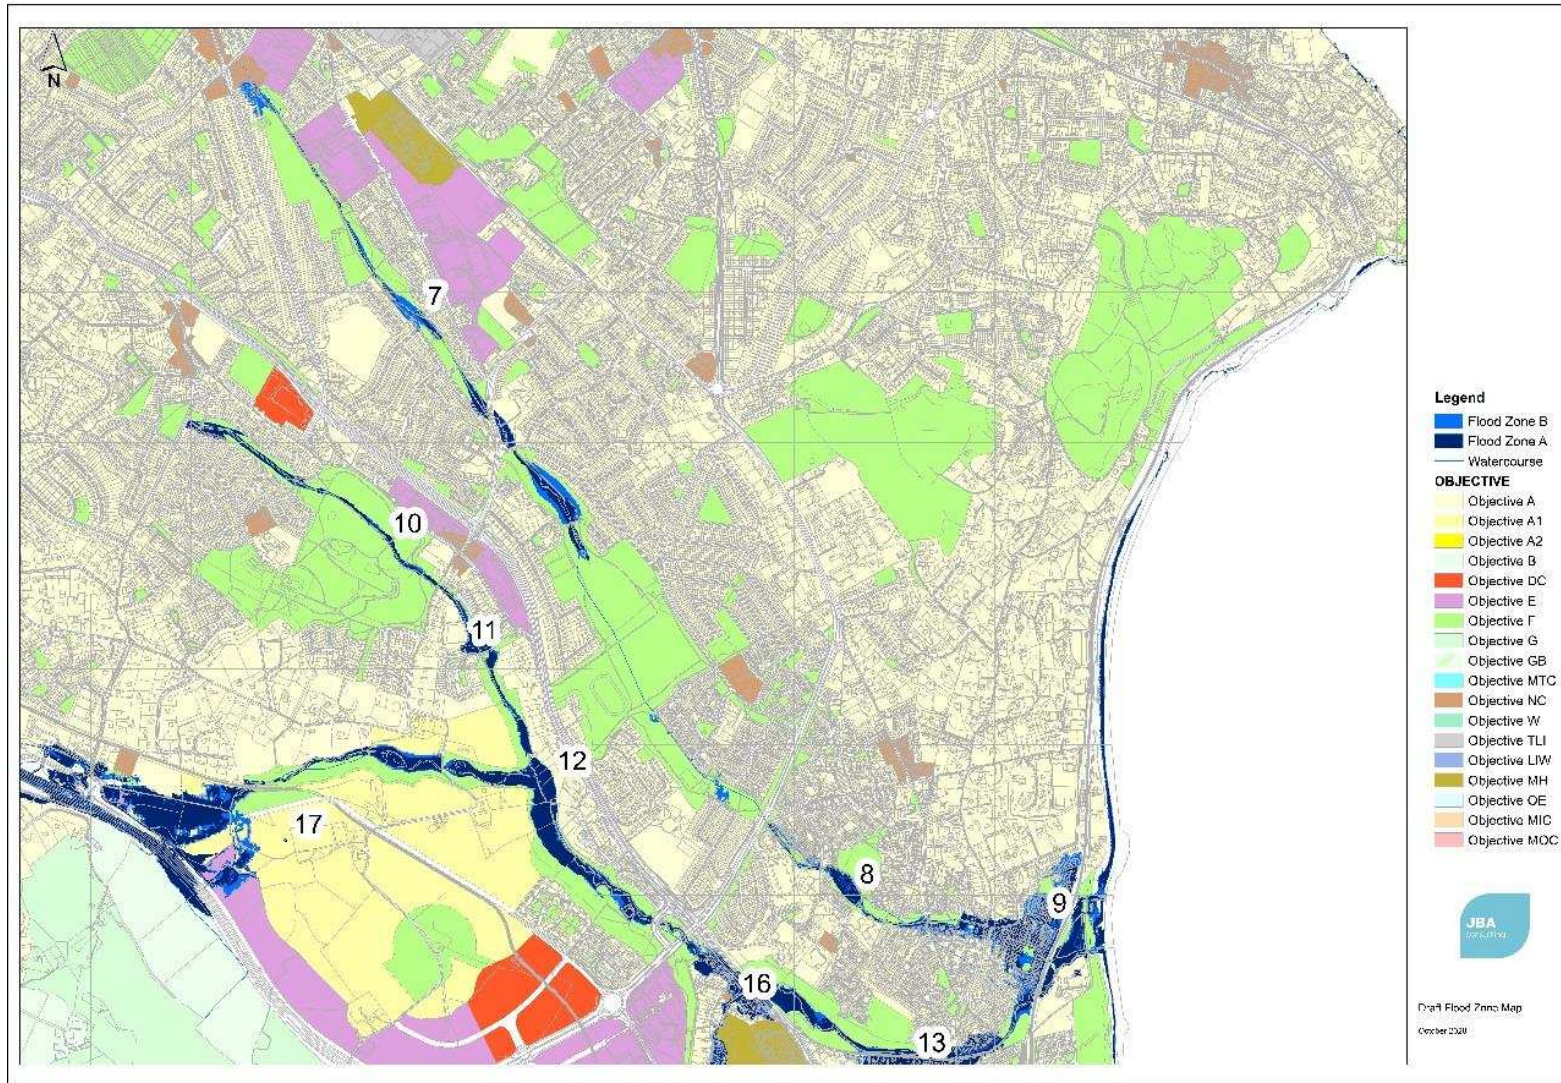 N
7
10
11
12
17
8
9
16
13
Legend
Flood Zone B
Flood Zone A
Watercourse
OBJECTIVE
Objective A
Objective A1
Objective A2
Objective B
Objective DC
Objective E
Objective F
Objective G
Objective GB
Objective MTC
Objective NC
Objective W
Objective TLI
Objective LIW
Objective MH
Objective OE
Objective MIC
Objective MOC
JBA
consulting
Draft Flood Zone Map
October 2020